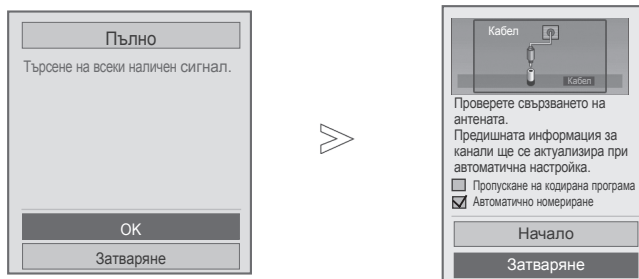 Пълно
Търсене на всеки наличен сигнал.
OK
Затваряне
Кабел
Кабел
Проверете свързването на
антената.
Предишната информация за
канали ще се актуализира при
автоматична настройка.
Пропускане на кодирана програма
Автоматично номериране
Начало
Затваряне